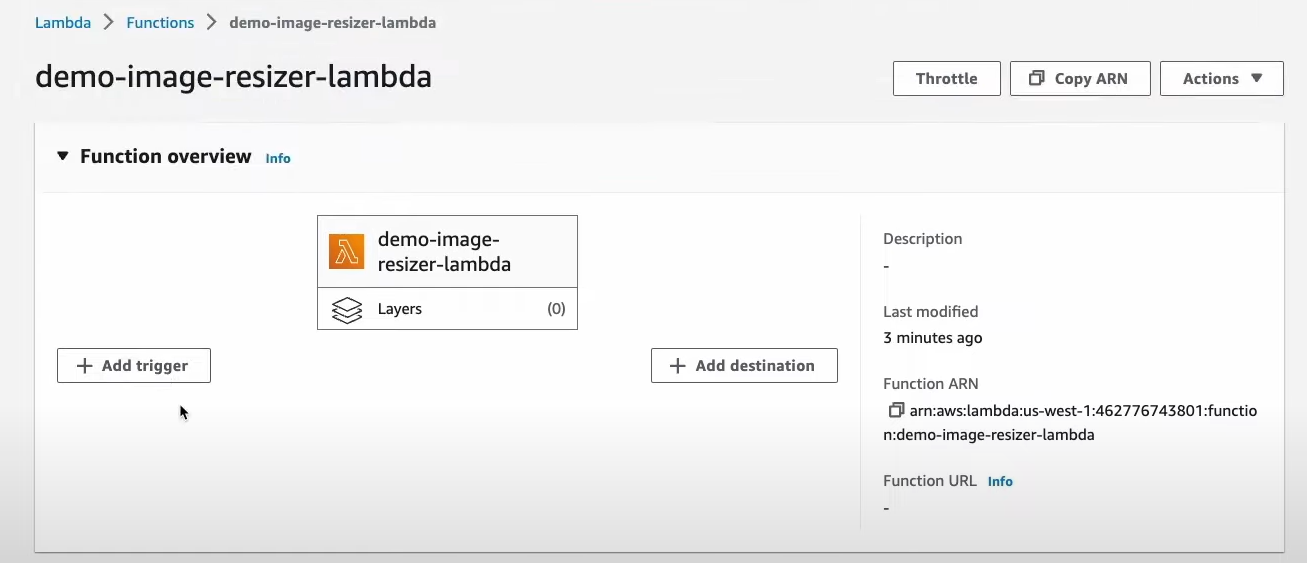 Lambda > Functions > demo-image-resizer-lambda
demo-image-resizer-lambda
Throttle
Copy ARN
Actions
Function overview Info
demo-image-
resizer-lambda
Layers (0)
+ Add trigger
+ Add destination
Description
-
Last modified
3 minutes ago
Function ARN
arn:aws:lambda:us-west-1:462776743801:functio
n:demo-image-resizer-lambda
Function URL Info
-